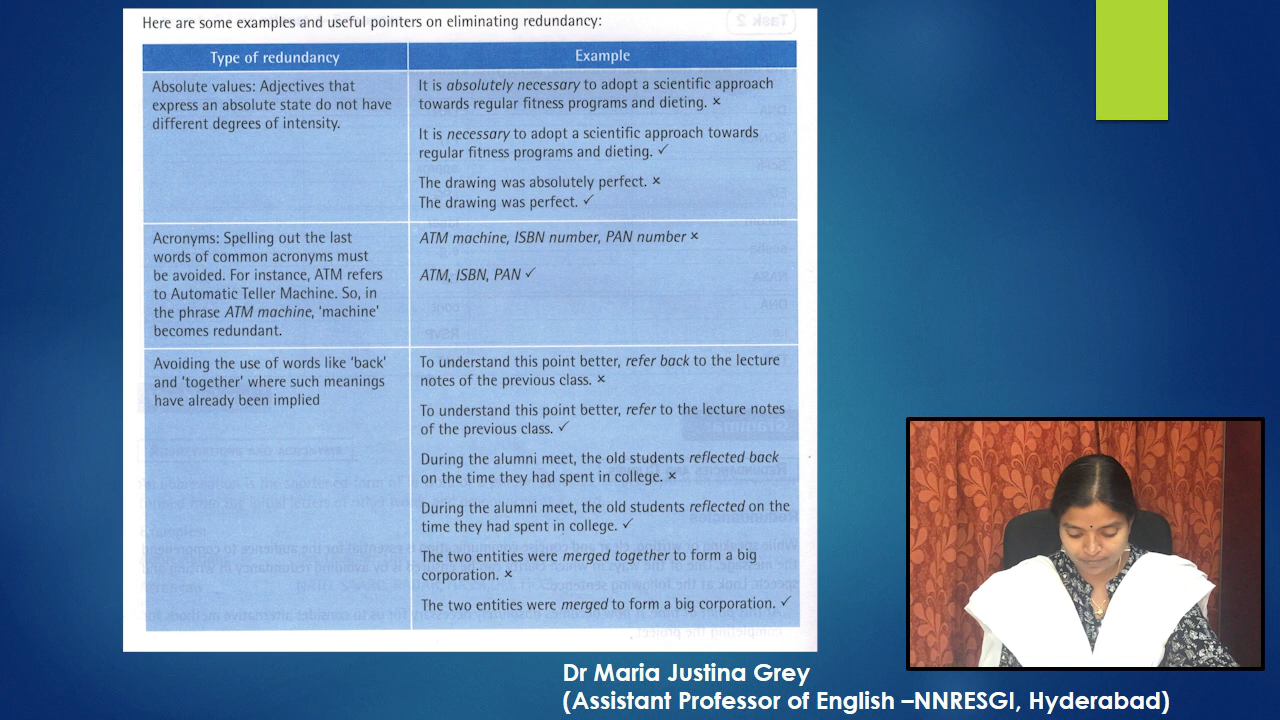 Here are some examples and useful pointers on eliminating redundancy:
Task 2
Type of redundancy
Example
Absolute values: Adjectives that
express an absolute state do not have
different degrees of intensity.
It is absolutely necessary to adopt a scientific approach
towards regular fitness programs and dieting. ×
It is necessary to adopt a scientific approach towards
regular fitness programs and dieting. ✓
The drawing was absolutely perfect. ×
The drawing was perfect. ✓
Acronyms: Spelling out the last
words of common acronyms must
be avoided. For instance, ATM refers
to Automatic Teller Machine. So, in
the phrase ATM machine, 'machine'
becomes redundant.
ATM machine, ISBN number, PAN number ×
ATM, ISBN, PAN ✓
Avoiding the use of words like 'back'
and 'together' where such meanings
have already been implied
To understand this point better, refer back to the lecture
notes of the previous class. ×
To understand this point better, refer to the lecture notes
of the previous class. ✓
During the alumni meet, the old students reflected back
on the time they had spent in college. ×
During the alumni meet, the old students reflected on the
time they had spent in college. ✓
The two entities were merged together to form a big
corporation. ×
The two entities were merged to form a big corporation. ✓
Dr Maria Justina Grey
(Assistant Professor of English –NNRESGI, Hyderabad)